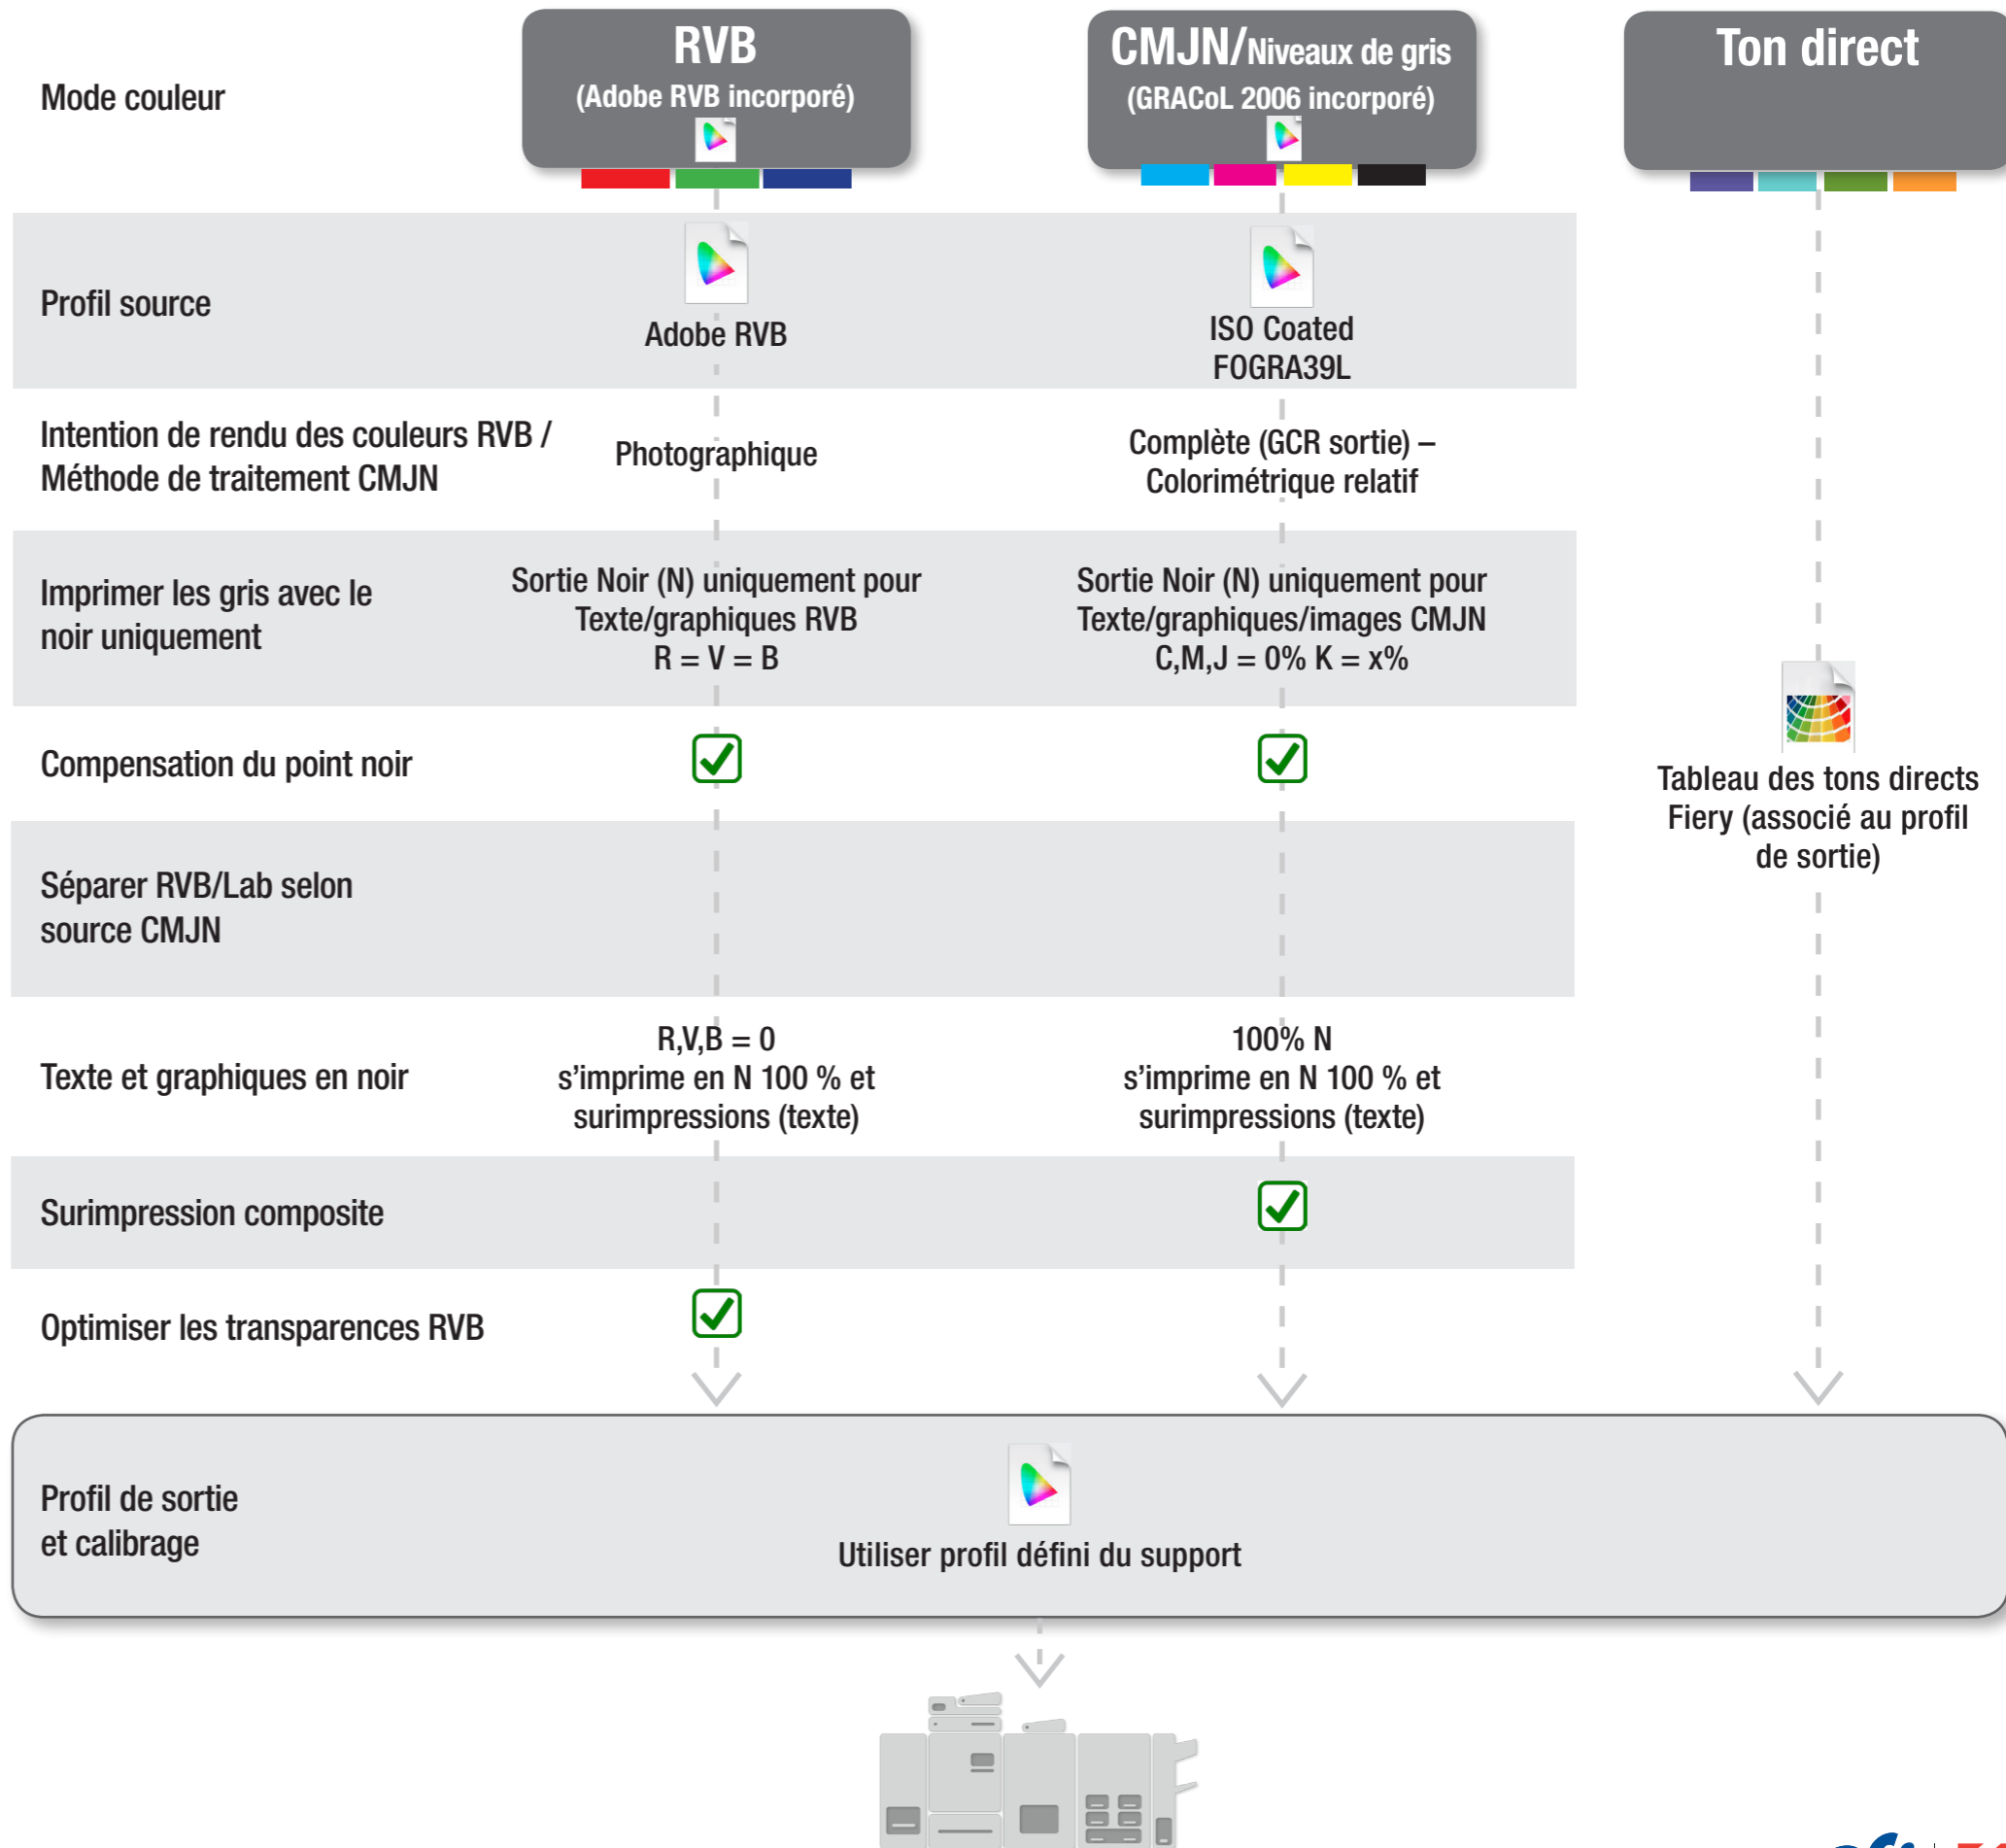 RVB
(Adobe RVB incorporé)
CMJN/Niveaux de gris
(GRACoL 2006 incorporé)
Ton direct
Mode couleur
Profil source
Adobe RVB
ISO Coated
FOGRA39L
Intention de rendu des couleurs RVB /
Méthode de traitement CMJN
Photographique
Complète (GCR sortie) –
Colorimétrique relatif
Imprimer les gris avec le
noir uniquement
Sortie Noir (N) uniquement pour
Texte/graphiques RVB
R = V = B
Sortie Noir (N) uniquement pour
Texte/graphiques/images CMJN
C,M,J = 0% K = x%
Compensation du point noir
Tableau des tons directs
Fiery (associé au profil
de sortie)
Séparer RVB/Lab selon
source CMJN
Texte et graphiques en noir
R,V,B = 0
s'imprime en N 100 % et
surimpressions (texte)
100% N
s'imprime en N 100 % et
surimpressions (texte)
Surimpression composite
Optimiser les transparences RVB
Profil de sortie
et calibrage
Utiliser profil défini du support